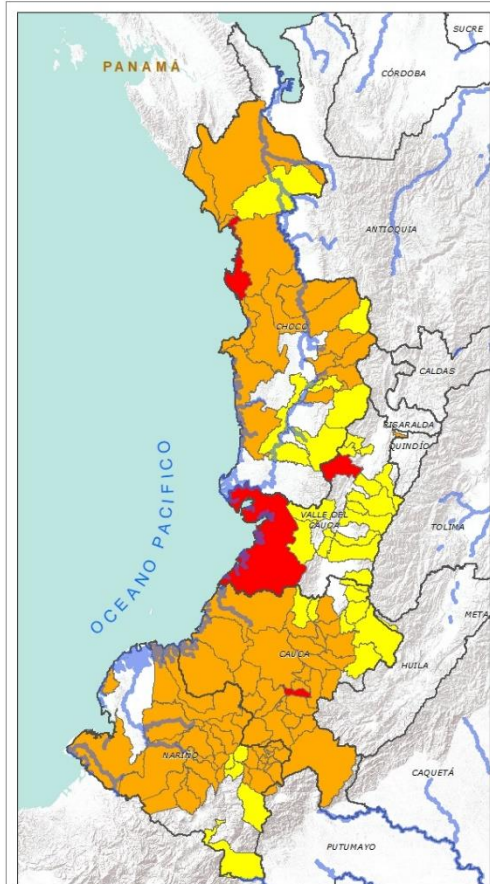 SUCRE
PANAMÁ
CÓRDOBA
ANTIOQUIA
CHOCÓ
CALDAS
RISARALDA
QUINDÍO
OCEANO PACÍFICO
VALLE DEL
CAUCA
TOLIMA
META
CAUCA
HUILA
NARIÑO
CAQUETÁ
PUTUMAYO